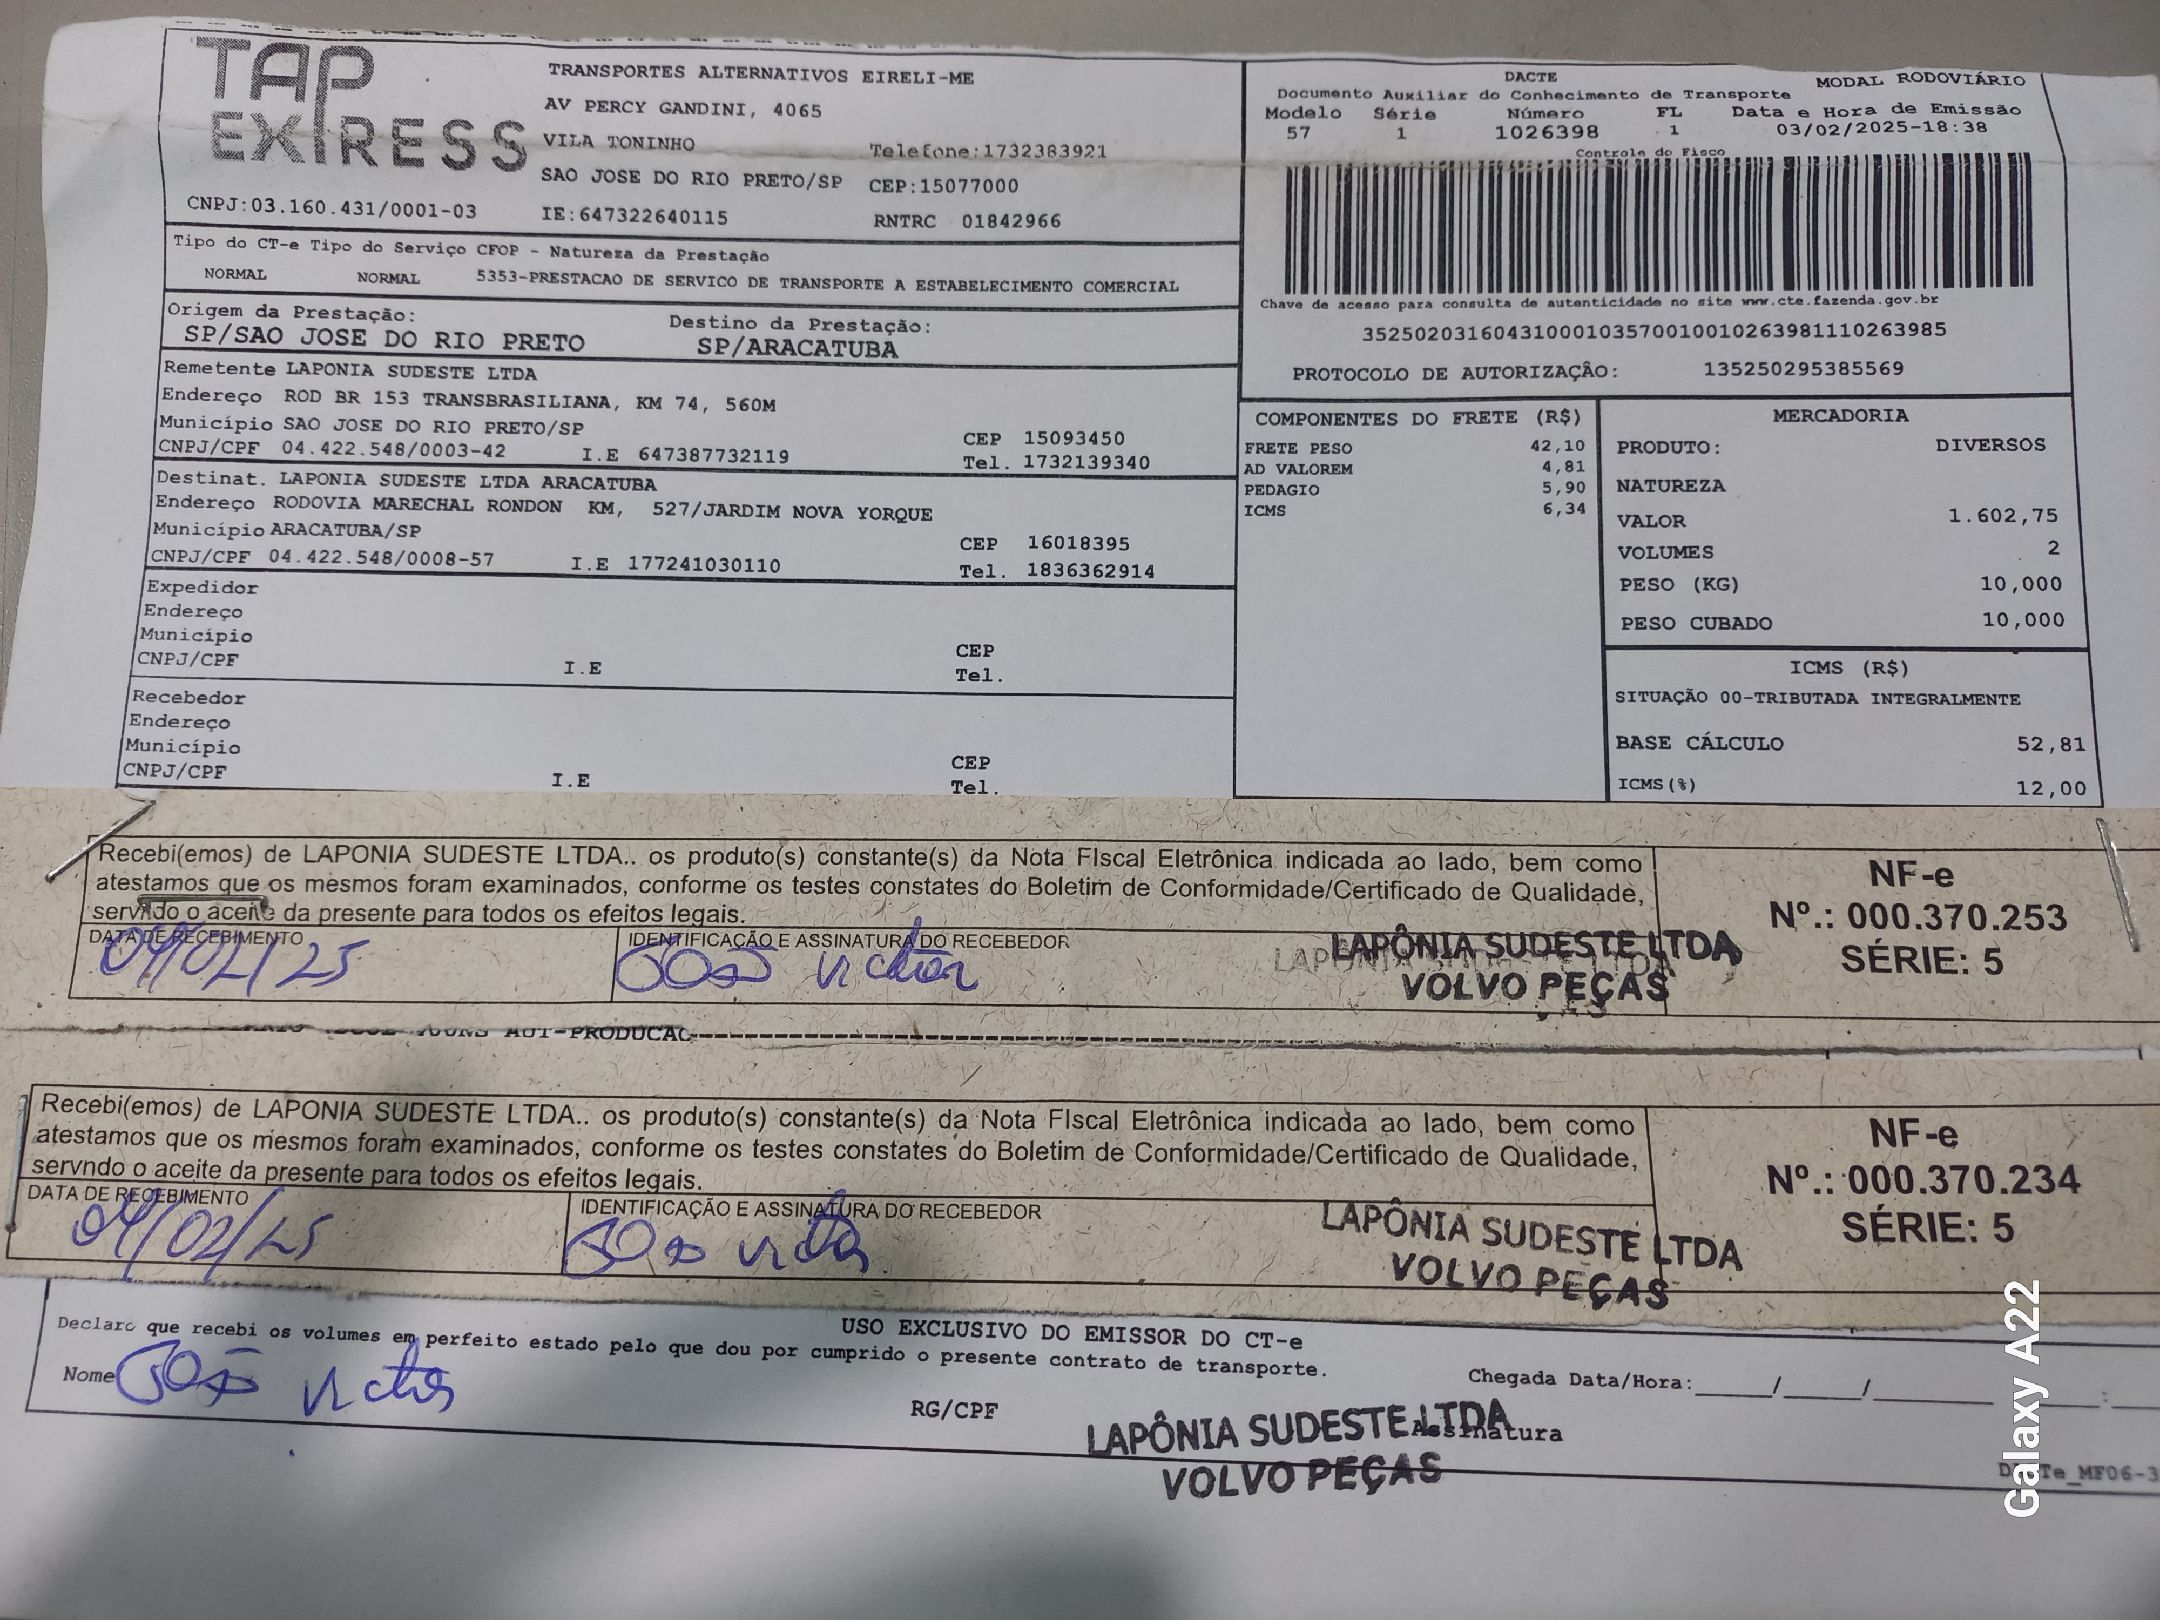 TAP EXPRESS
TRANSPORTES ALTERNATIVOS EIRELI-ME
AV PERCY GANDINI, 4065
VILA TONINHO Telefone:1732383921
SAO JOSE DO RIO PRETO/SP CEP:15077000
CNPJ:03.160.431/0001-03 IE:647322640115 RNTRC 01842966
DACTE MODAL RODOVIÁRIO
Documento Auxiliar do Conhecimento de Transporte
Modelo Série Número FL Data e Hora de Emissão
57 1 1026398 1 03/02/2025-18:38
Controle do Fisco
Chave de acesso para consulta de autenticidade no site www.cte.fazenda.gov.br
35250203160431000103570010010263981110263985
PROTOCOLO DE AUTORIZAÇÂO: 135250295385569
Tipo do CT-e Tipo do Serviço CFOP - Natureza da Prestação
NORMAL NORMAL 5353-PRESTACAO DE SERVICO DE TRANSPORTE A ESTABELECIMENTO COMERCIAL
Origem da Prestação: Destino da Prestação:
SP/SAO JOSE DO RIO PRETO SP/ARACATUBA
Remetente LAPONIA SUDESTE LTDA
Endereço ROD BR 153 TRANSBRASILIANA, KM 74, 560M
Município SAO JOSE DO RIO PRETO/SP CEP 15093450
CNPJ/CPF 04.422.548/0003-42 I.E 647387732119 Tel. 1732139340
Destinat. LAPONIA SUDESTE LTDA ARACATUBA
Endereço RODOVIA MARECHAL RONDON KM, 527/JARDIM NOVA YORQUE
Município ARACATUBA/SP CEP 16018395
CNPJ/CPF 04.422.548/0008-57 I.E 177241030110 Tel. 1836362914
Expedidor
Endereço
Município CEP
CNPJ/CPF I.E Tel.
Recebedor
Endereço
Município CEP
CNPJ/CPF I.E Tel.
COMPONENTES DO FRETE (R$)
FRETE PESO 42,10
AD VALOREM 4,81
PEDAGIO 5,90
ICMS 6,34
MERCADORIA
PRODUTO: DIVERSOS
NATUREZA
VALOR 1.602,75
VOLUMES 2
PESO (KG) 10,000
PESO CUBADO 10,000
ICMS (R$)
SITUAÇÃO 00-TRIBUTADA INTEGRALMENTE
BASE CÁLCULO 52,81
ICMS(%) 12,00
Recebi(emos) de LAPONIA SUDESTE LTDA.. os produto(s) constante(s) da Nota FIscal Eletrônica indicada ao lado, bem como
atestamos que os mesmos foram examinados, conforme os testes constates do Boletim de Conformidade/Certificado de Qualidade,
servndo o aceite da presente para todos os efeitos legais.
DATA DE RECEBIMENTO IDENTIFICAÇÃO E ASSINATURA DO RECEBEDOR
04/02/25 João victor
LAPÔNIA SUDESTE LTDA
VOLVO PEÇAS
NF-e
Nº.: 000.370.253
SÉRIE: 5
AUT-PRODUCAO
Recebi(emos) de LAPONIA SUDESTE LTDA.. os produto(s) constante(s) da Nota FIscal Eletrônica indicada ao lado, bem como
atestamos que os mesmos foram examinados, conforme os testes constates do Boletim de Conformidade/Certificado de Qualidade,
servndo o aceite da presente para todos os efeitos legais.
DATA DE RECEBIMENTO IDENTIFICAÇÃO E ASSINATURA DO RECEBEDOR
04/02/25 João victor
LAPÔNIA SUDESTE LTDA
VOLVO PEÇAS
NF-e
Nº.: 000.370.234
SÉRIE: 5
USO EXCLUSIVO DO EMISSOR DO CT-e
Declaro que recebi os volumes em perfeito estado pelo que dou por cumprido o presente contrato de transporte.
Nome João victor RG/CPF Chegada Data/Hora:_____/_____/_________ :
Assinatura
LAPÔNIA SUDESTE LTDA
VOLVO PEÇAS
Galaxy A22